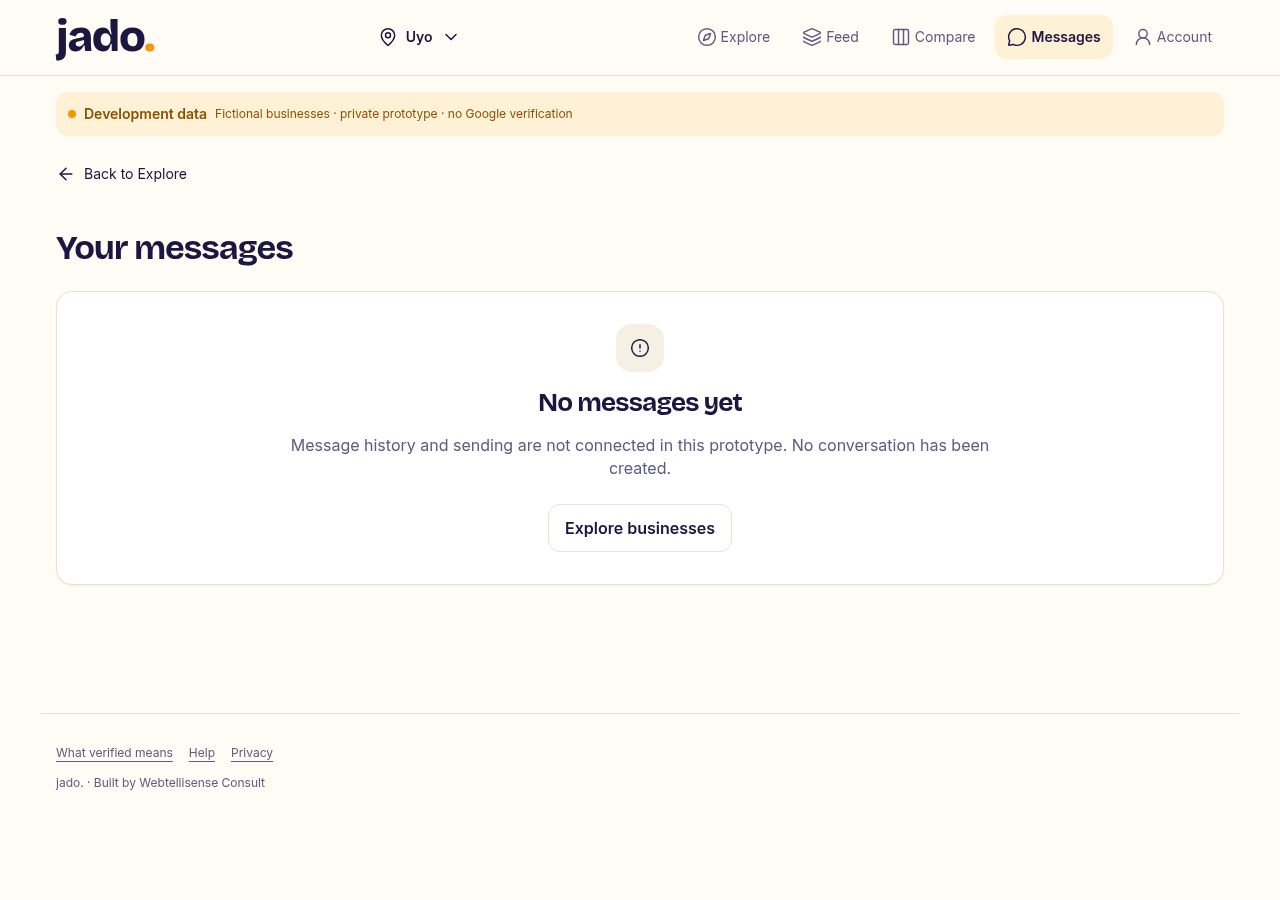 jado.
Uyo
Explore
Feed
Compare
Messages
Account
Development data Fictional businesses · private prototype · no Google verification
Back to Explore
Your messages
No messages yet
Message history and sending are not connected in this prototype. No conversation has been
created.
Explore businesses
What verified means Help Privacy
jado. · Built by Webtellisense Consult